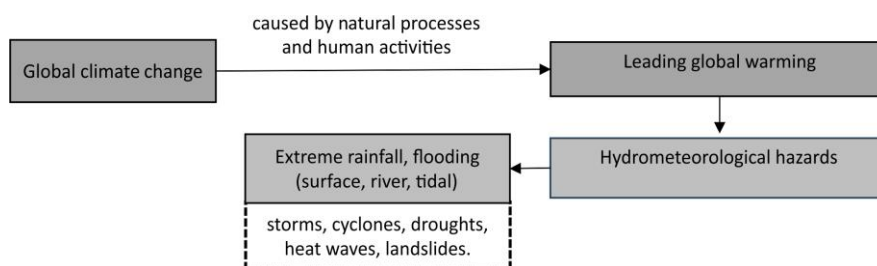 caused by natural processes
and human activities
Global climate change
Leading global warming
Hydrometeorological hazards
Extreme rainfall, flooding
(surface, river, tidal)
storms, cyclones, droughts,
heat waves, landslides.